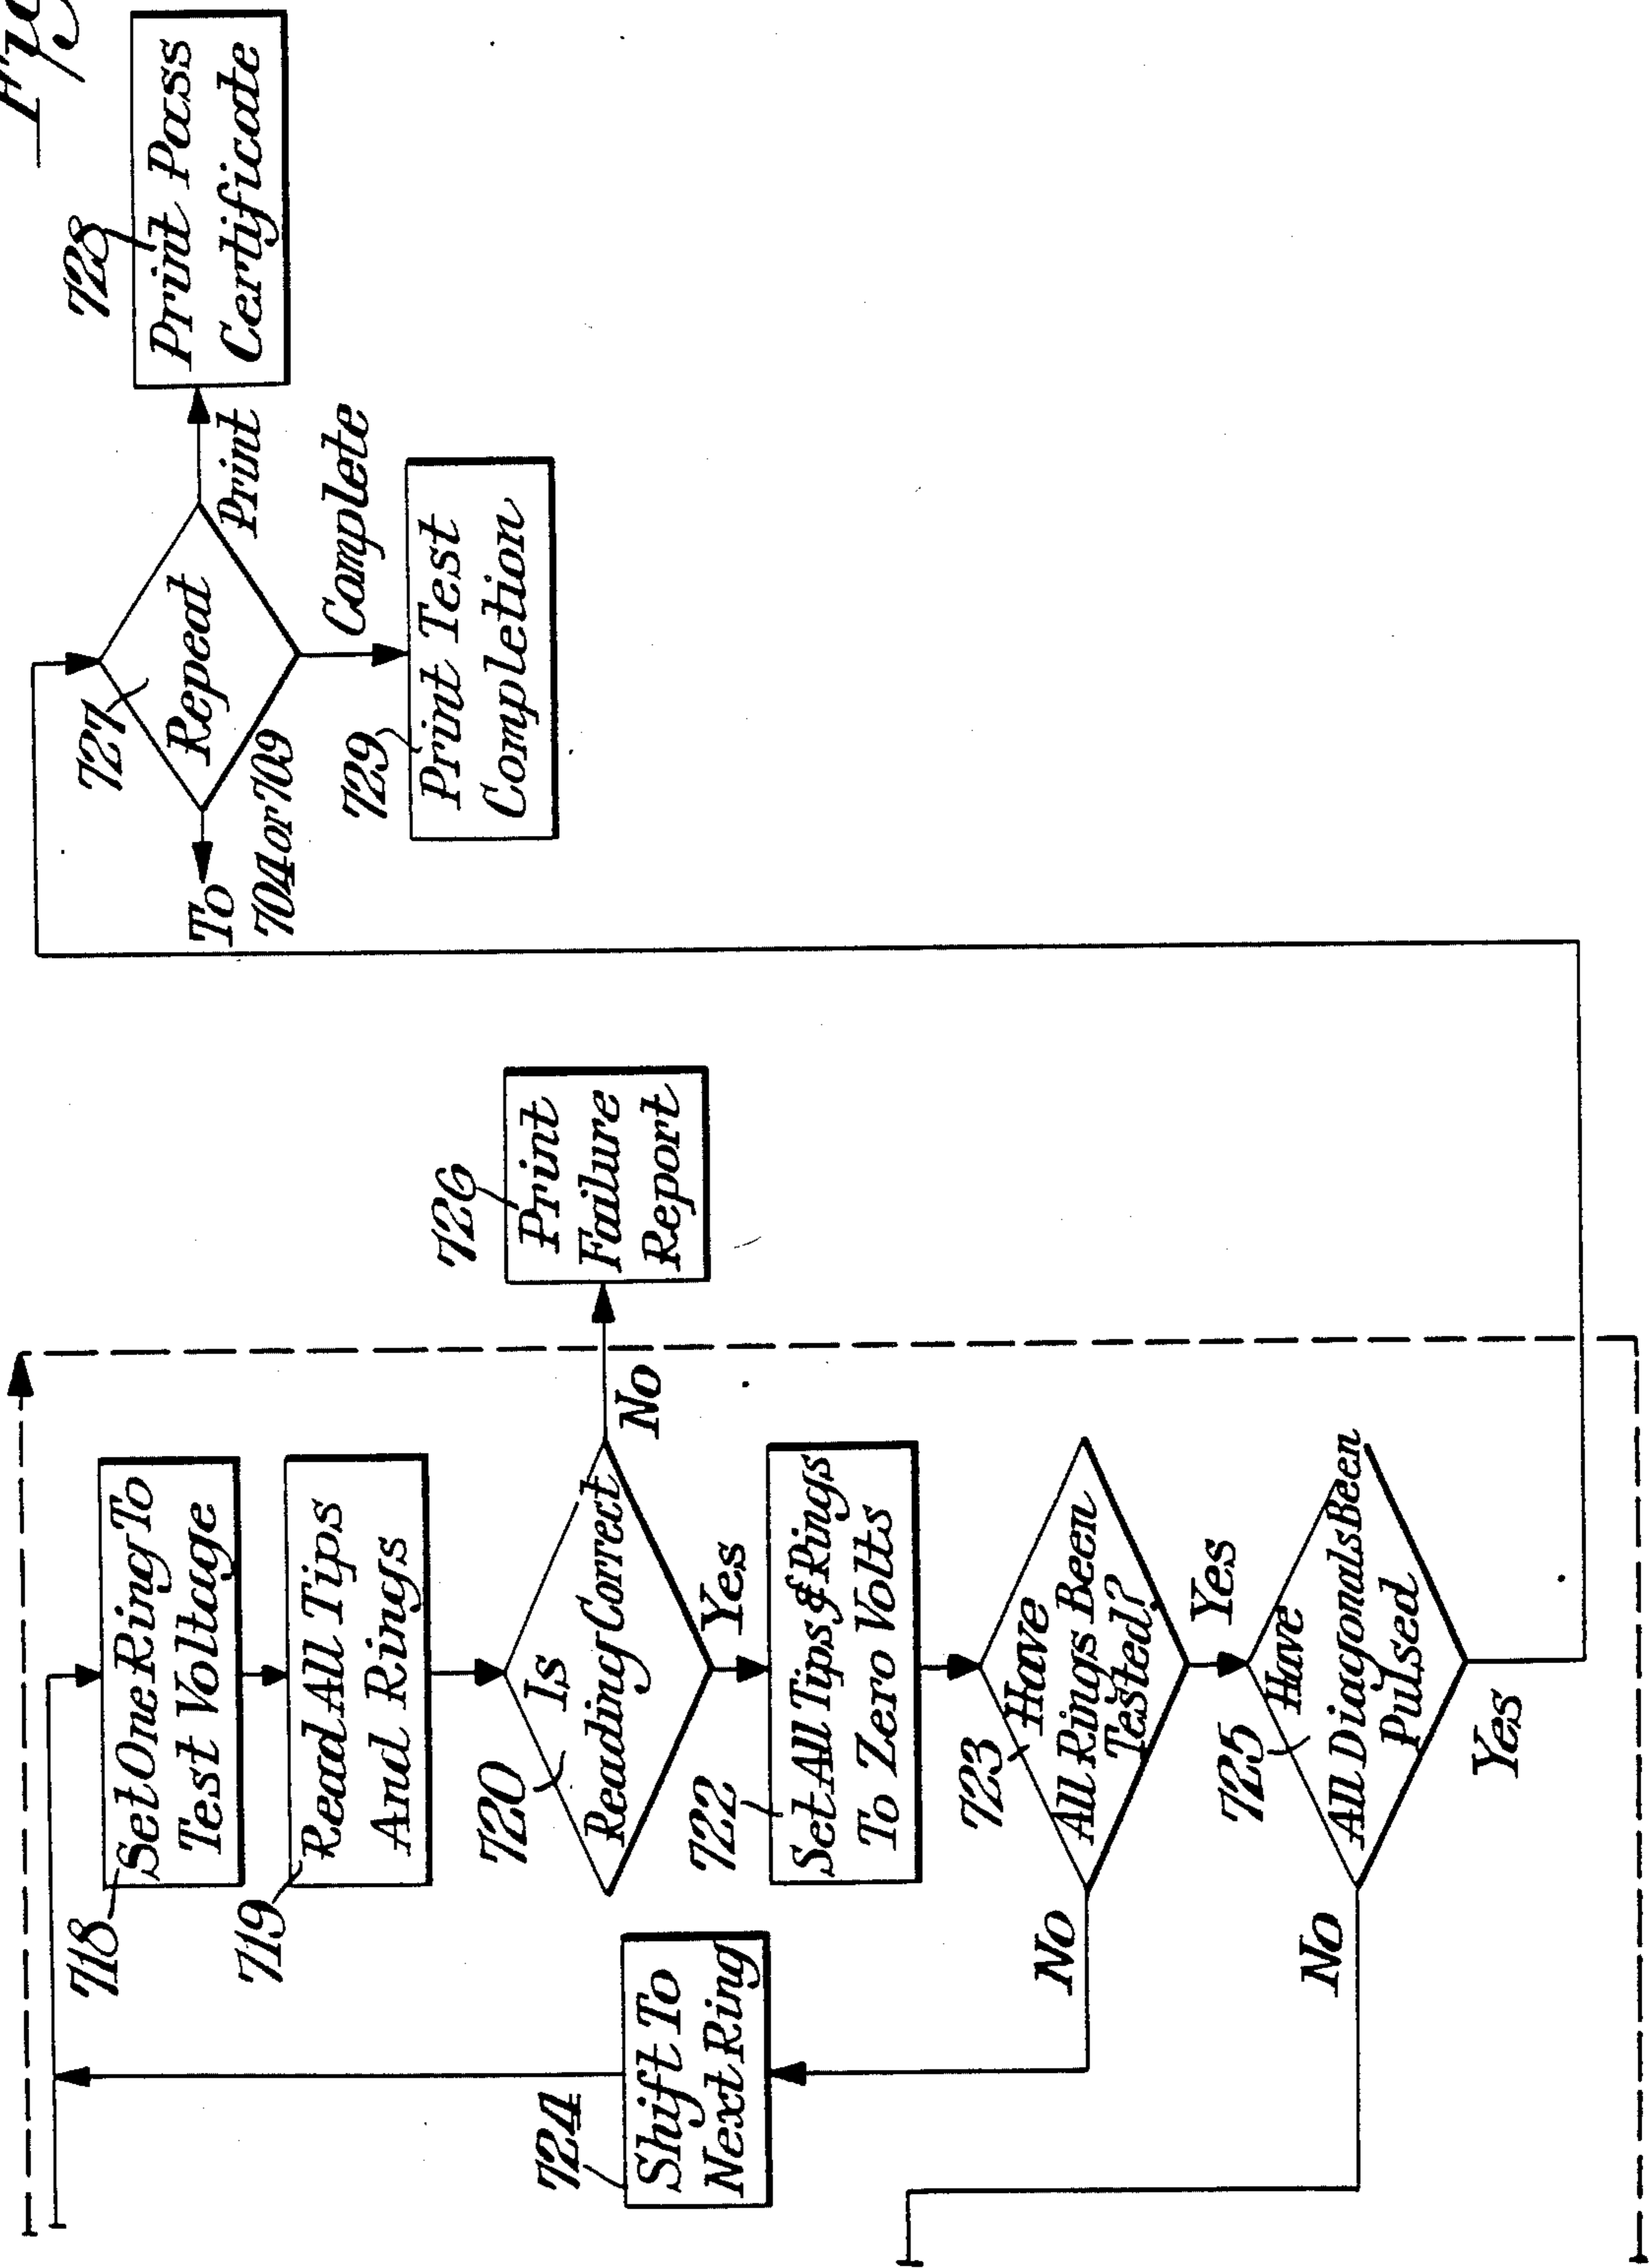 Fig
718
Set One Ring To
Test Voltage
719
Read All Tips
And Rings
720
Is
Reading Correct
No
Yes
726
Print
Failure
Report
722
Set All Tips & Rings
To Zero Volts
723
Have
All Rings Been
Tested?
No
Yes
724
Shift To
Next Ring
725
Have
All Diagonals Been
Pulsed
No
Yes
727
Repeat
To
704 or 709
Print
728
Print Pass
Certificate
Complete
729
Print Test
Completion